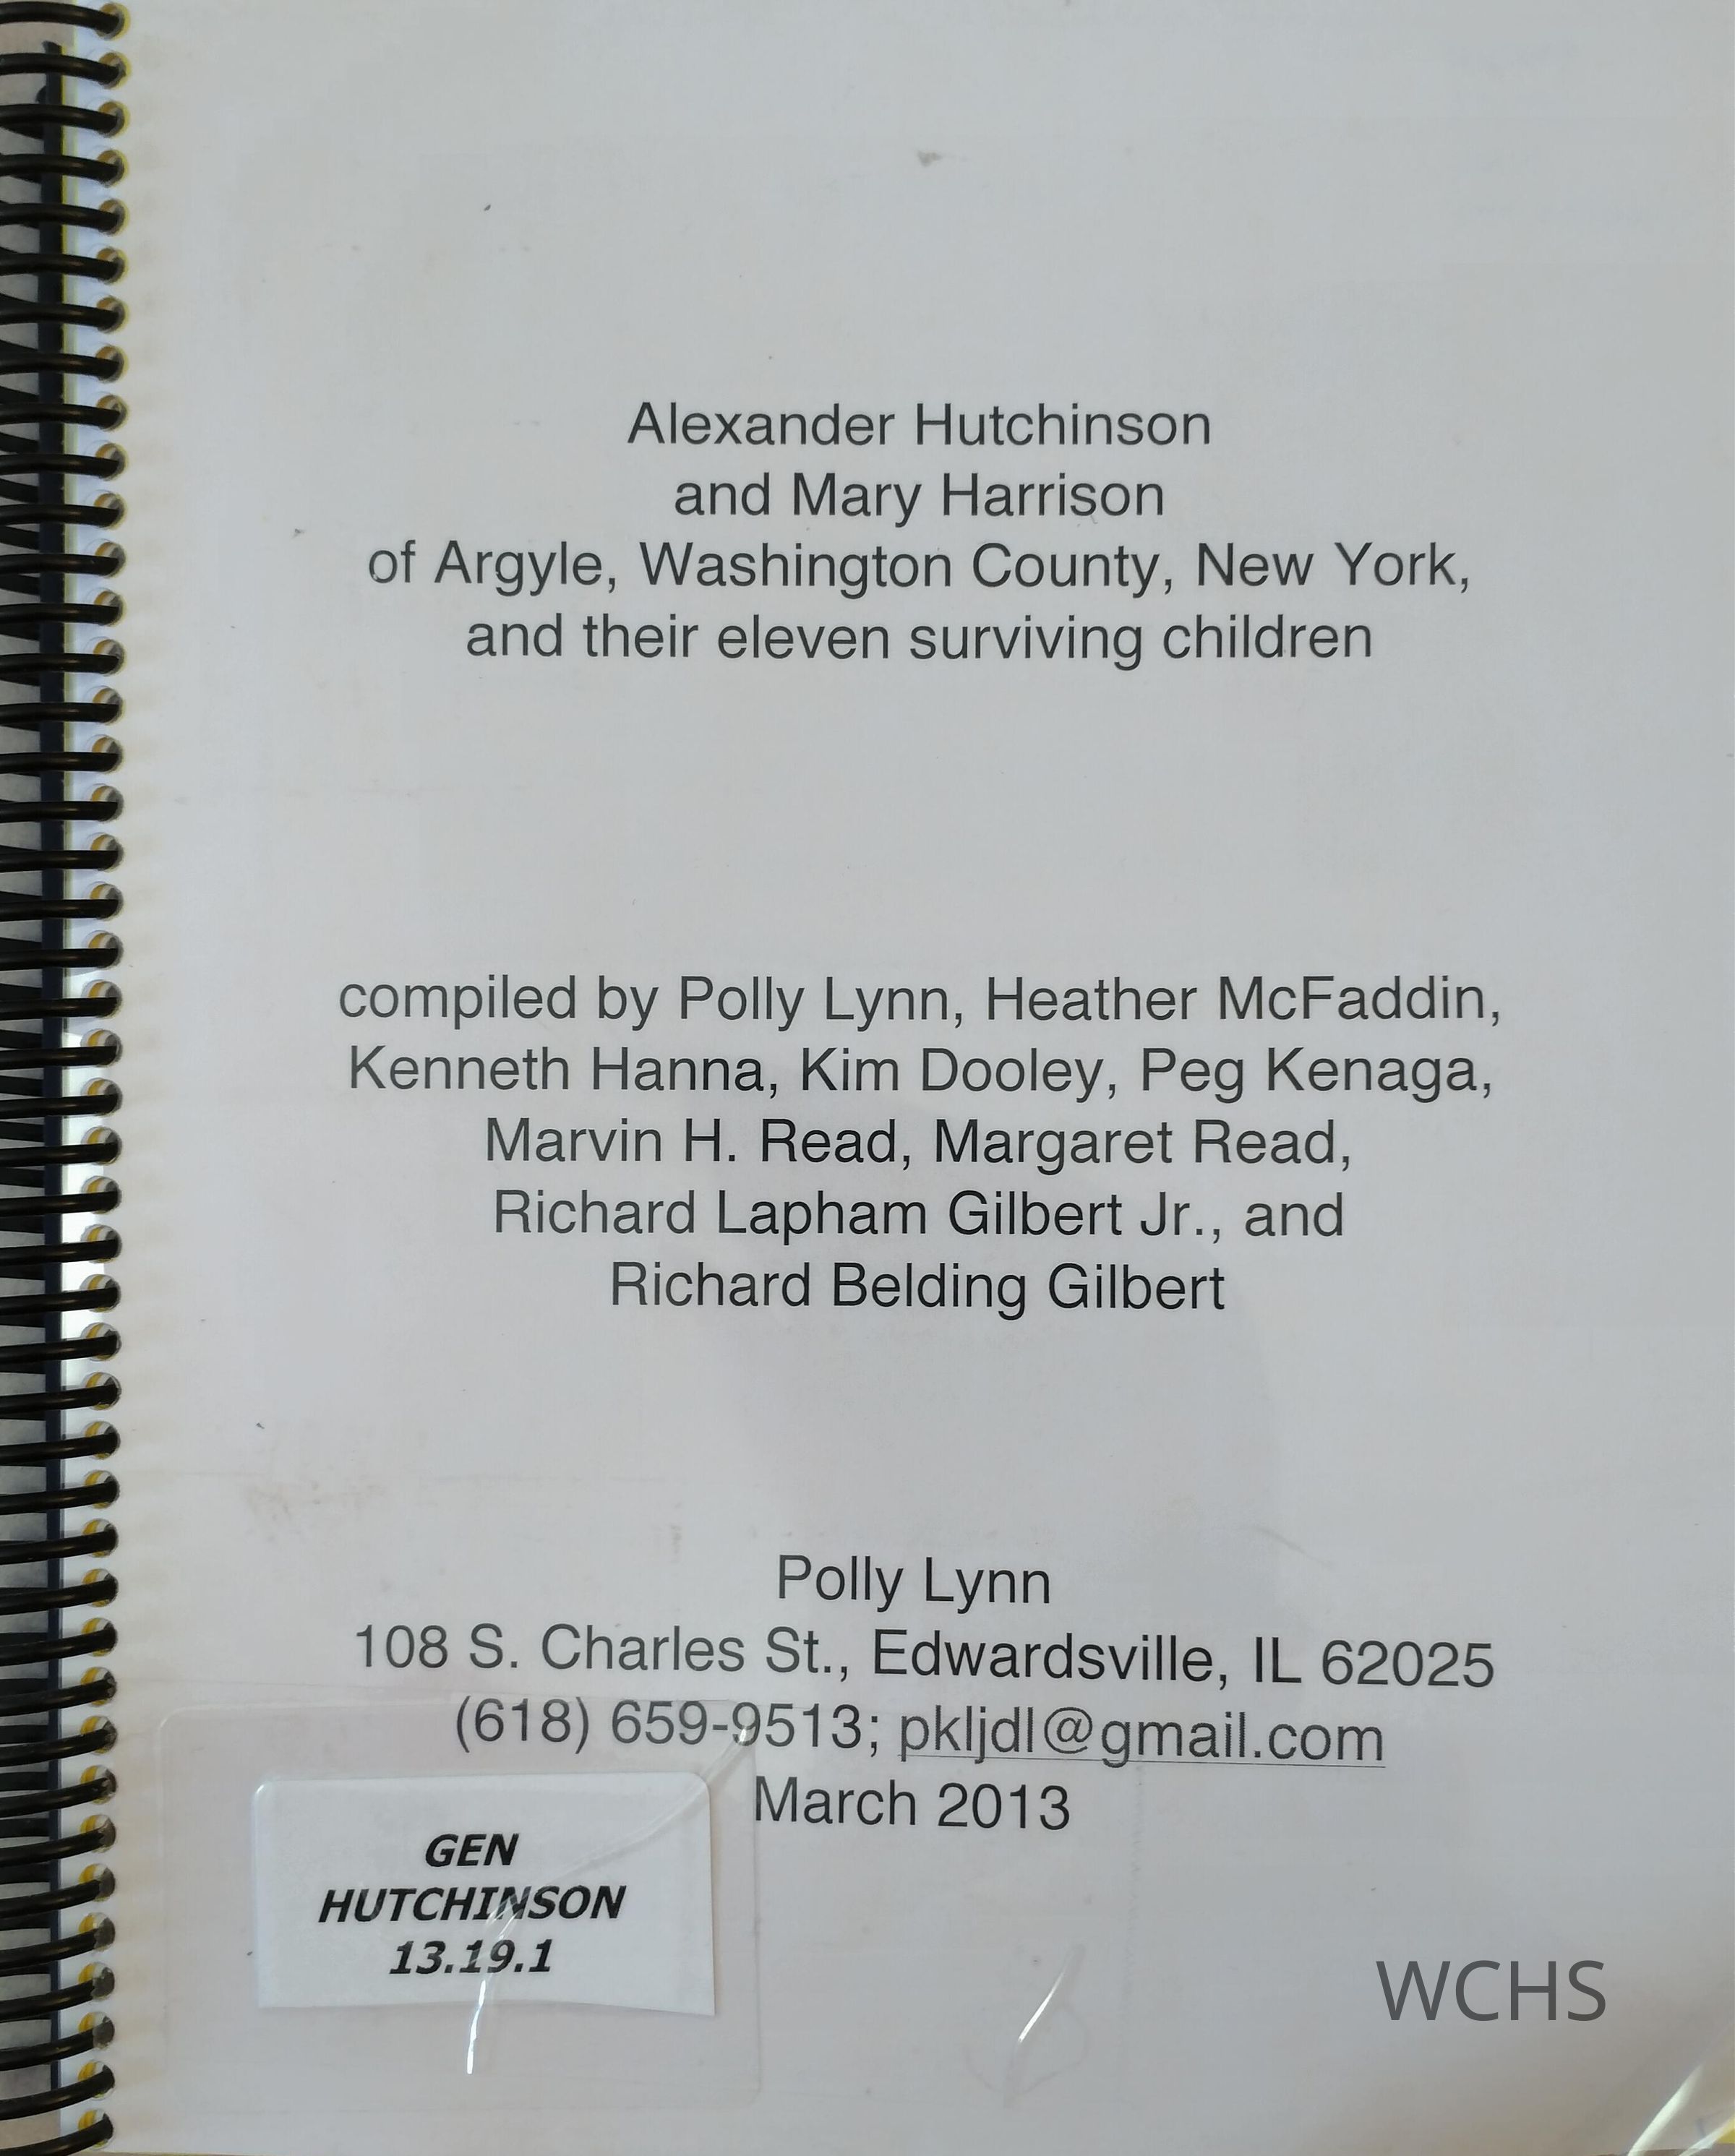 Alexander Hutchinson
and Mary Harrison
of Argyle, Washington County, New York,
and their eleven surviving children
compiled by Polly Lynn, Heather McFaddin,
Kenneth Hanna, Kim Dooley, Peg Kenaga,
Marvin H. Read, Margaret Read,
Richard Lapham Gilbert Jr., and
Richard Belding Gilbert
Polly Lynn
108 S. Charles St., Edwardsville, IL 62025
(618) 659-9513; pkljdl@gmail.com
March 2013
GEN
HUTCHINSON
13.19.1
WCHS